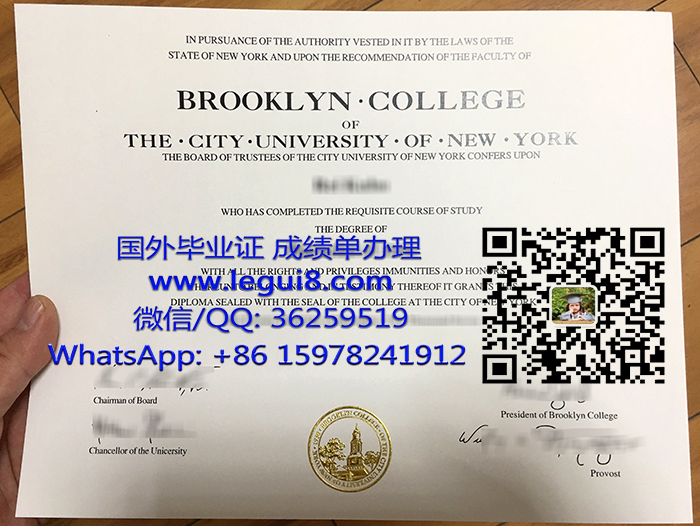 IN PURSUANCE OF THE AUTHORITY VESTED IN IT BY THE LAWS OF THE
STATE OF NEW YORK AND UPON THE RECOMMENDATION OF THE FACULTY OF
BROOKLYN · COLLEGE
OF
THE · CITY · UNIVERSITY · OF · NEW · YORK
THE BOARD OF TRUSTEES OF THE CITY UNIVERSITY OF NEW YORK CONFERS UPON
WHO HAS COMPLETED THE REQUISITE COURSE OF STUDY
THE DEGREE OF
国外毕业证 成绩单办理
WITH ALL THE RIGHTS AND PRIVILEGES IMMUNITIES AND HONORS
www.legui8.com
DIPLOMA SEALED WITH THE SEAL OF THE COLLEGE AT THE CITY OF NEW YORK
微信/QQ: 36259519
WhatsApp: +86 15978241912
Chairman of Board
President of Brooklyn College
Chancellor of the Unicersity
Provost